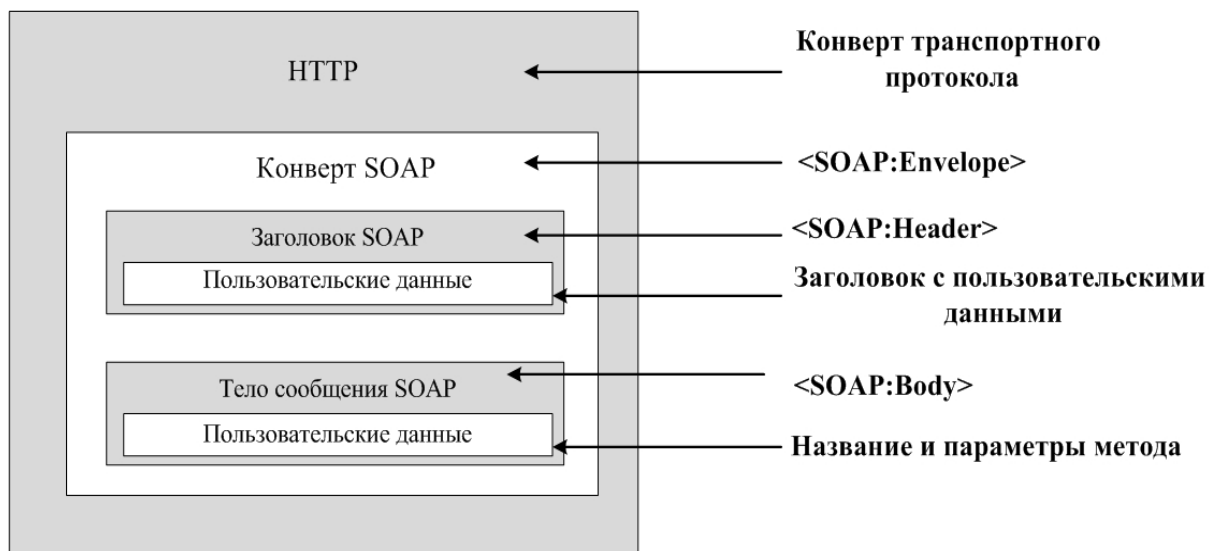 HTTP
Конверт транспортного
протокола
Конверт SOAP
<SOAP:Envelope>
Заголовок SOAP
<SOAP:Header>
Пользовательские данные
Заголовок с пользовательскими
данными
Тело сообщения SOAP
<SOAP:Body>
Пользовательские данные
Название и параметры метода